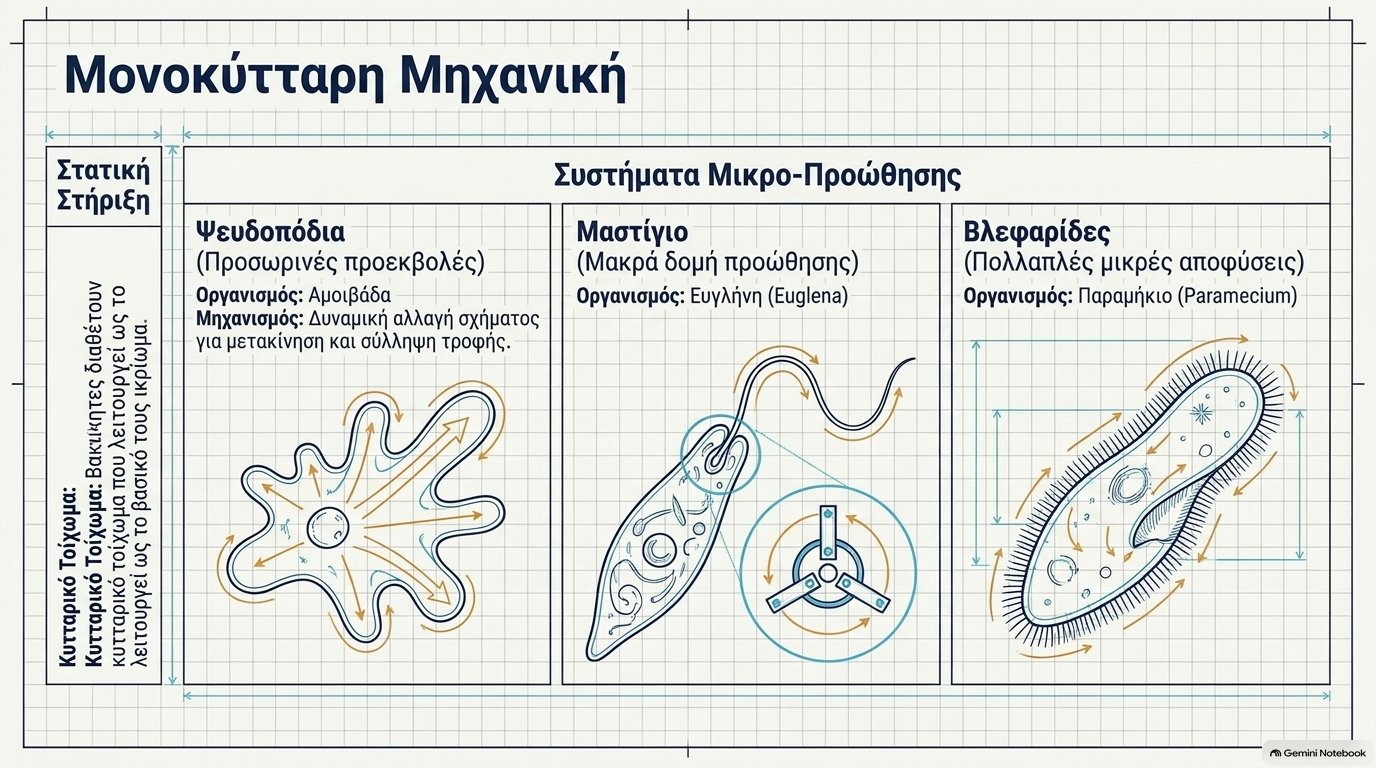 Μονοκύτταρη Μηχανική
Στατική
Στήριξη
Κυτταρικό Τοίχωμα:
Κυτταρικό Τοίχωμα: Βακαικητες διαθέτουν
κυτταρικό τοίχωμα που λειτουργεί ως το
λειτουργεί ως το βασικό τους ικρίωμα.
Συστήματα Μικρο-Προώθησης
Ψευδοπόδια
(Προσωρινές προεκβολές)
Οργανισμός: Αμοιβάδα
Μηχανισμός: Δυναμική αλλαγή σχήματος
για μετακίνηση και σύλληψη τροφής.
Μαστίγιο
(Μακρά δομή προώθησης)
Οργανισμός: Ευγλήνη (Euglena)
Βλεφαρίδες
(Πολλαπλές μικρές αποφύσεις)
Οργανισμός: Παραμήκιο (Paramecium)
Gemini Notebook